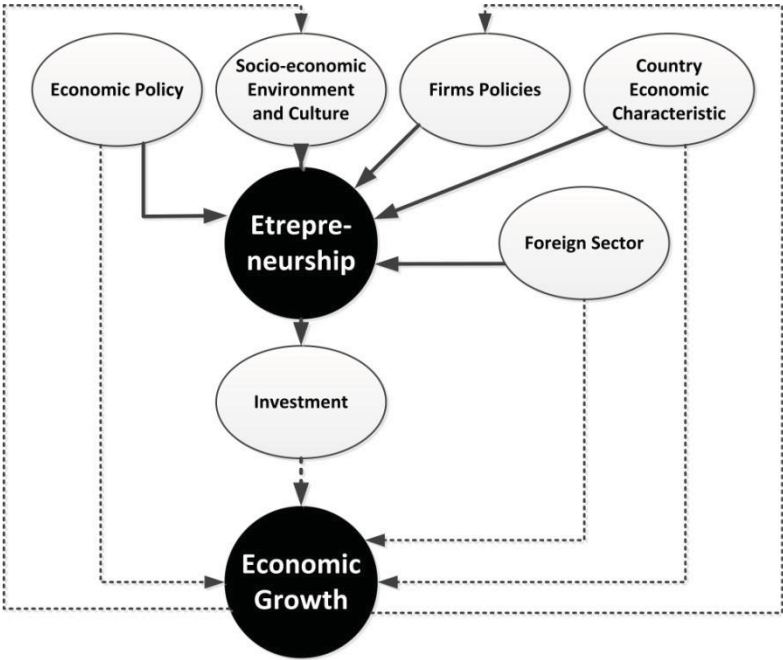 Economic Policy
Socio-economic
Environment
and Culture
Firms Policies
Country
Economic
Characteristic
Etrepre-
neurship
Foreign Sector
Investment
Economic
Growth